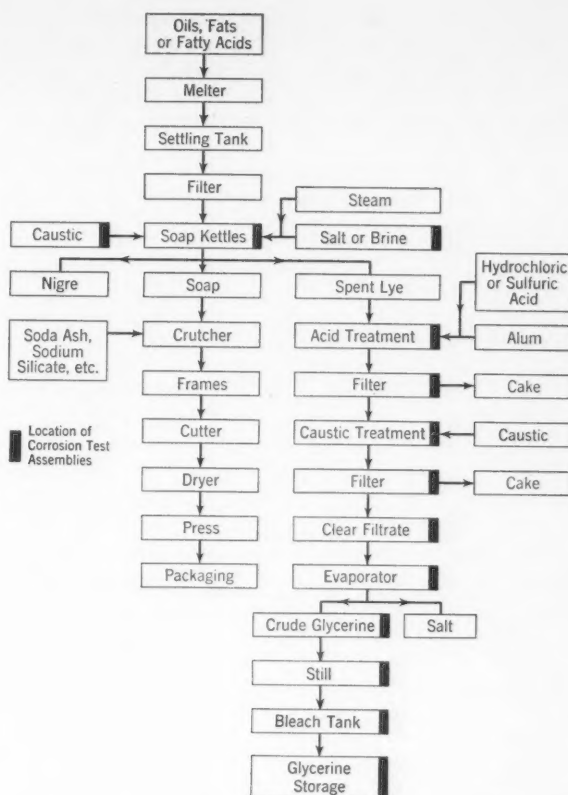 Oils, Fats
or Fatty Acids
Melter
Settling Tank
Filter
Steam
Caustic
Soap Kettles
Salt or Brine
Nigre
Soap
Spent Lye
Hydrochloric
or Sulfuric
Acid
Soda Ash,
Sodium
Silicate, etc.
Crutcher
Acid Treatment
Alum
Frames
Filter
Cake
Location of
Corrosion Test
Assemblies
Cutter
Caustic Treatment
Caustic
Dryer
Filter
Cake
Press
Clear Filtrate
Packaging
Evaporator
Crude Glycerine
Salt
Still
Bleach Tank
Glycerine
Storage